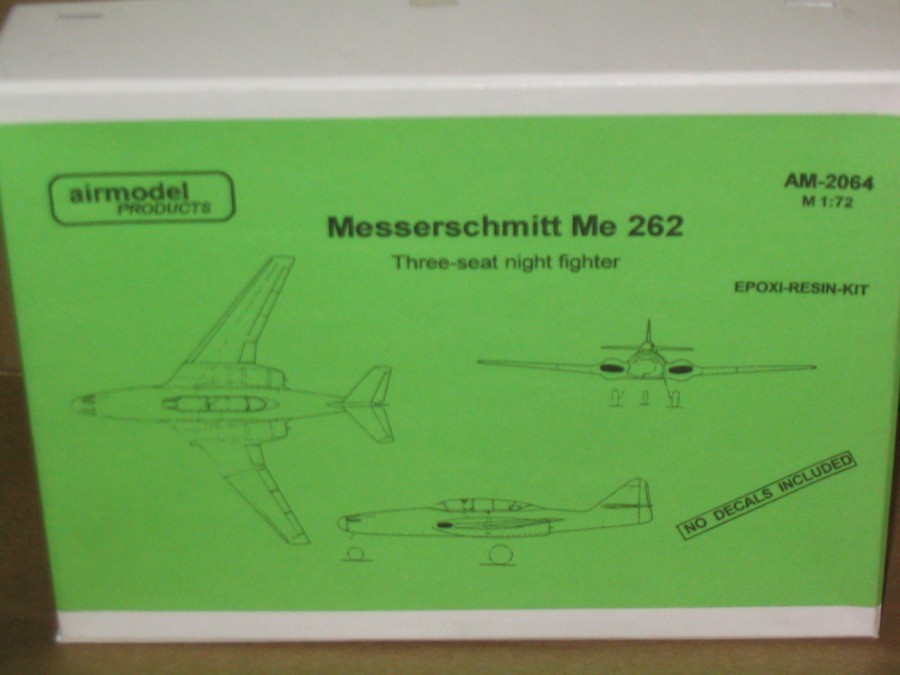 airmodel
PRODUCTS
AM-2064
M 1:72
Messerschmitt Me 262
Three-seat night fighter
EPOXI-RESIN-KIT
NO DECALS INCLUDED